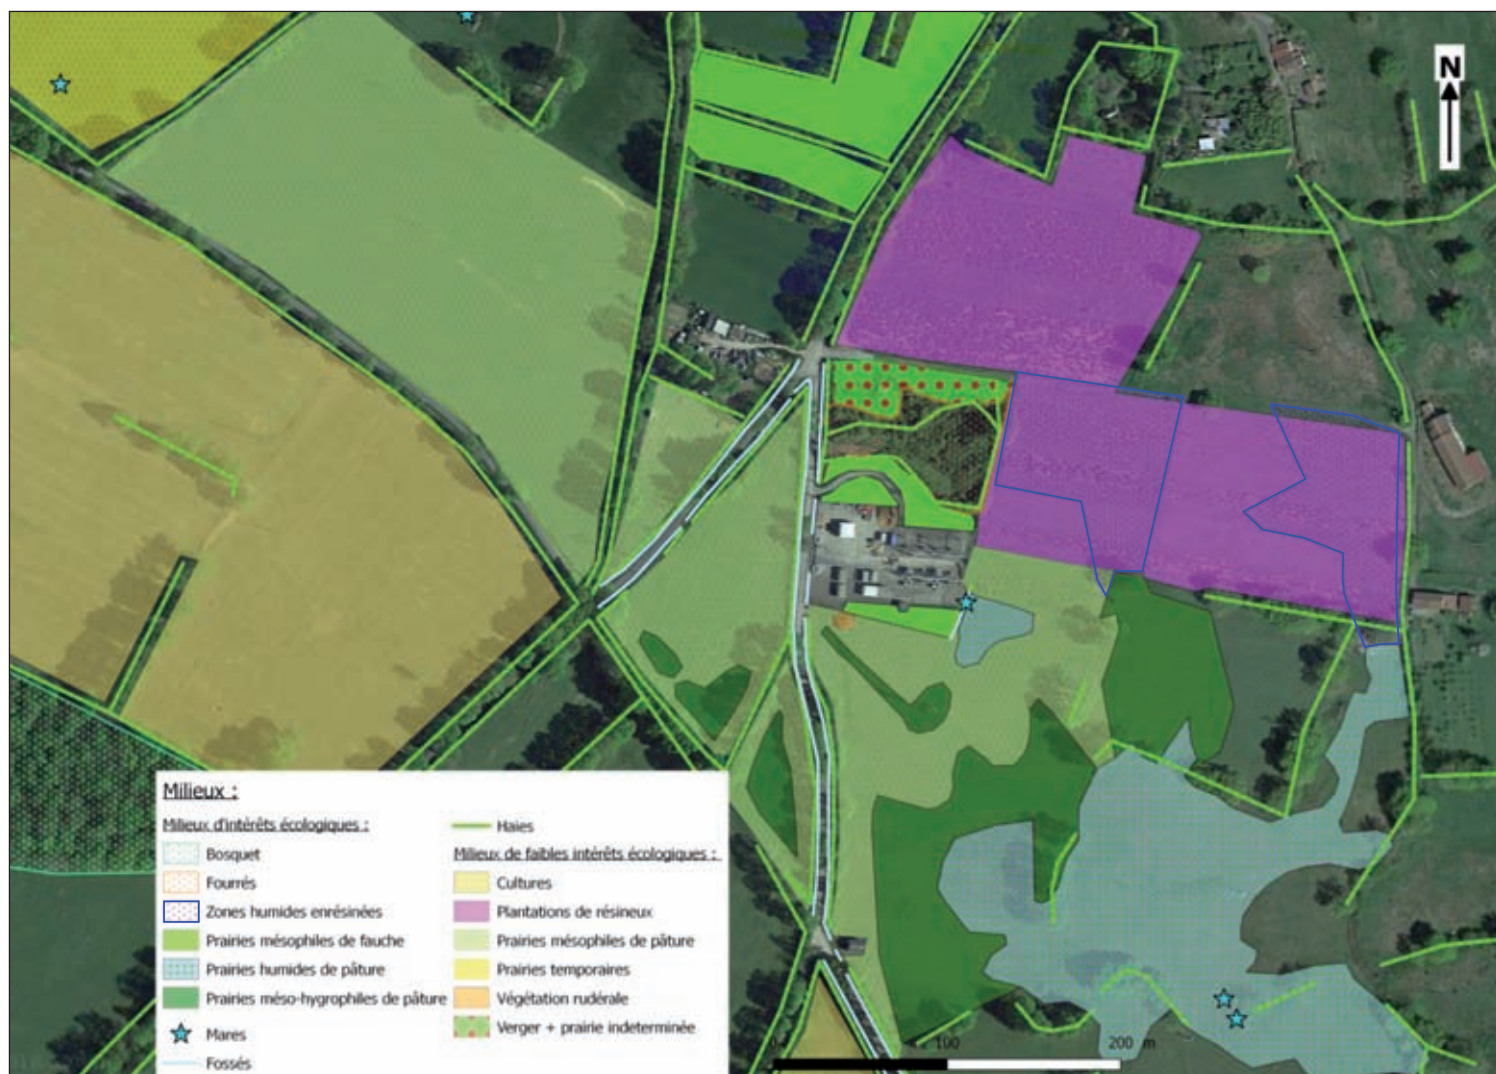 N
Milieux :
Milieux d'intérêts écologiques :
Bosquet
Fourrés
Zones humides enrésinées
Prairies mésophiles de fauche
Prairies humides de pâture
Prairies méso-hygrophiles de pâture
Mares
Fossés
Haies
Milieux de faibles intérêts écologiques :
Cultures
Plantations de résineux
Prairies mésophiles de pâture
Prairies temporaires
Végétation rudérale
Verger + prairie indeterminée
0 100 200 m